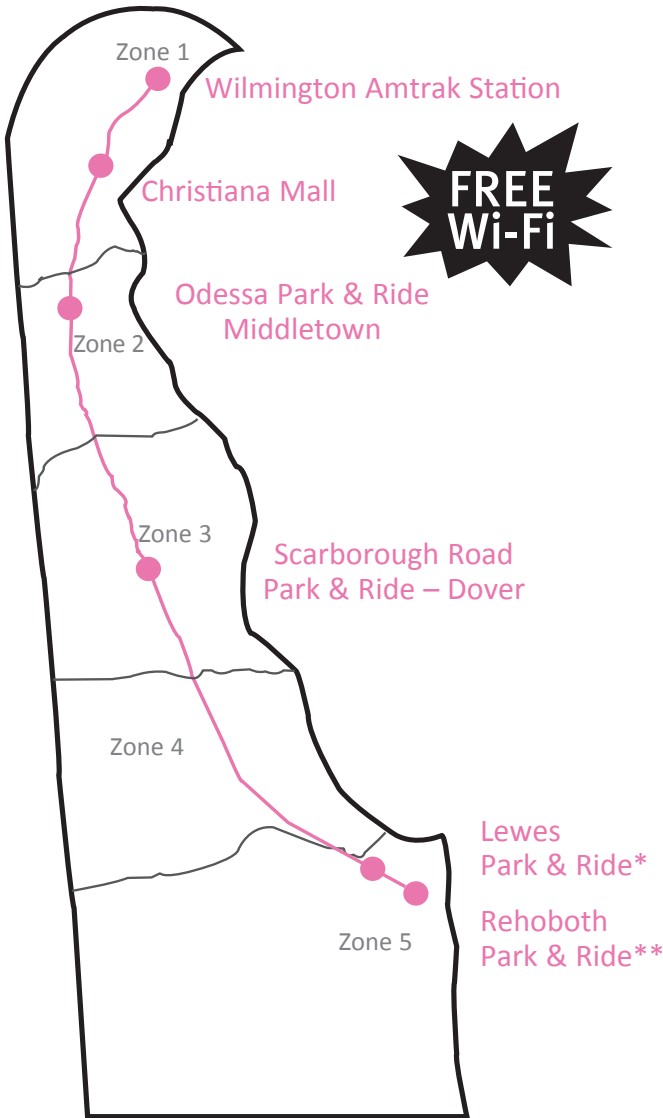 Zone 1
Wilmington Amtrak Station
Christiana Mall
FREE
Wi-Fi
Odessa Park & Ride
Middletown
Zone 2
Zone 3
Scarborough Road
Park & Ride – Dover
Zone 4
Lewes
Park & Ride*
Rehoboth
Park & Ride**
Zone 5